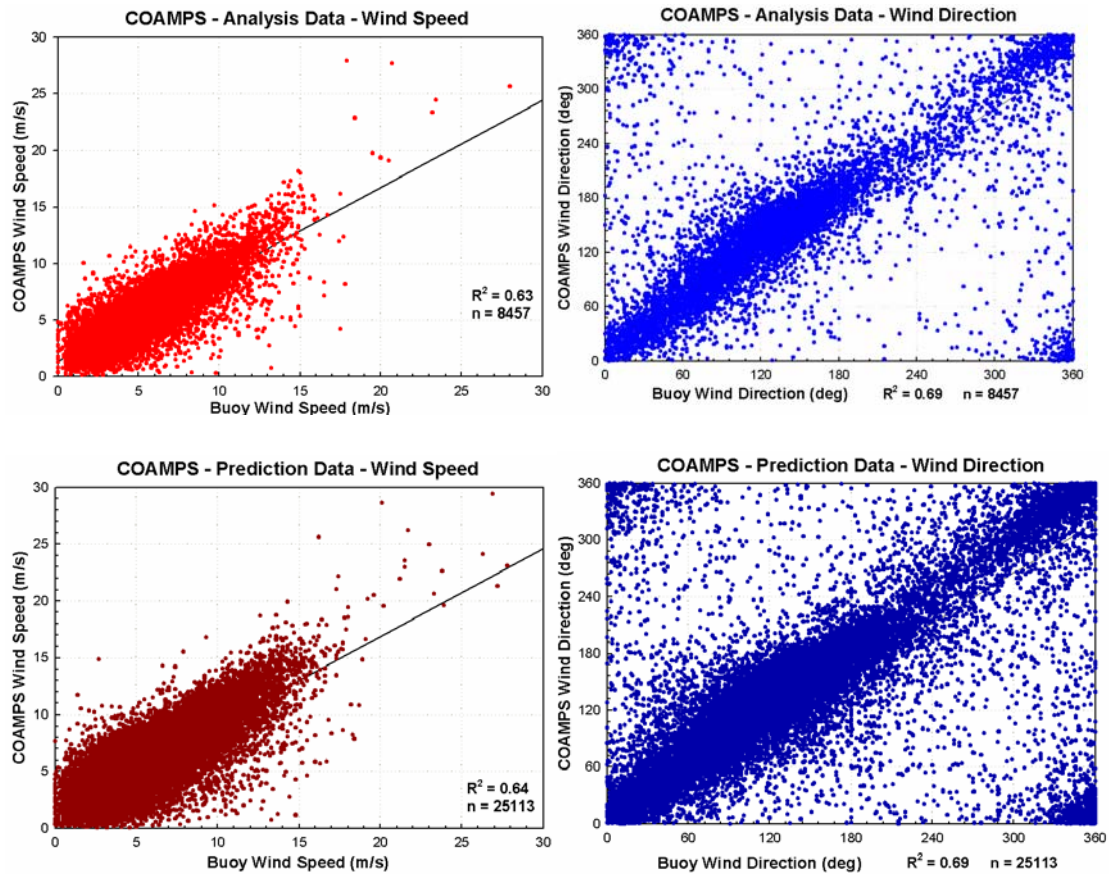 COAMPS - Analysis Data - Wind Speed
COAMPS Wind Speed (m/s)
30
25
20
15
10
5
0
R² = 0.63
n = 8457
0 5 10 15 20 25 30
Buoy Wind Speed (m/s)
COAMPS - Analysis Data - Wind Direction
COAMPS Wind Direction (deg)
360
300
240
180
120
60
0
0 60 120 180 240 300 360
Buoy Wind Direction (deg) R² = 0.69 n = 8457
COAMPS - Prediction Data - Wind Speed
COAMPS Wind Speed (m/s)
30
25
20
15
10
5
0
R² = 0.64
n = 25113
0 5 10 15 20 25 30
Buoy Wind Speed (m/s)
COAMPS - Prediction Data - Wind Direction
COAMPS Wind Direction (deg)
360
300
240
180
120
60
0
0 60 120 180 240 300 360
Buoy Wind Direction (deg) R² = 0.69 n = 25113